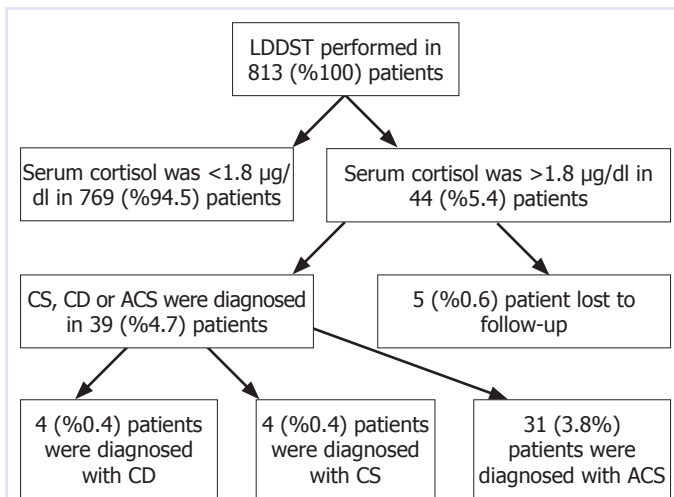 LDDST performed in
813 (%100) patients
Serum cortisol was <1.8 µg/
dl in 769 (%94.5) patients
Serum cortisol was >1.8 µg/dl in
44 (%5.4) patients
CS, CD or ACS were diagnosed
in 39 (%4.7) patients
5 (%0.6) patient lost to
follow-up
4 (%0.4) patients
were diagnosed
with CD
4 (%0.4) patients
were diagnosed
with CS
31 (3.8%)
patients were
diagnosed with ACS